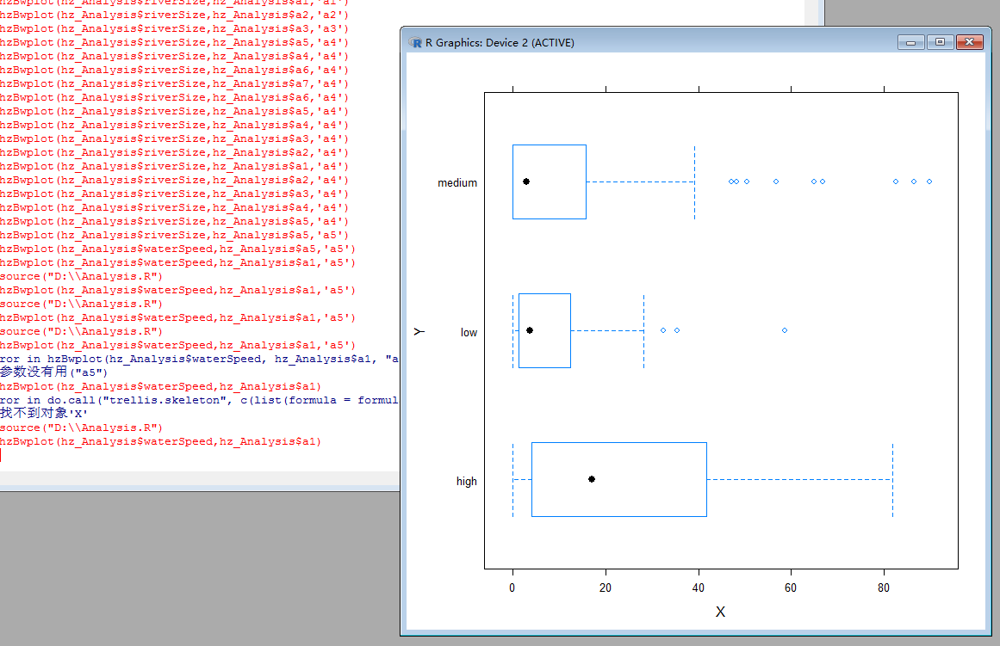 hzBwplot(hz_Analysis$riverSize,hz_Analysis$a1,'a1')
hzBwplot(hz_Analysis$riverSize,hz_Analysis$a2,'a2')
hzBwplot(hz_Analysis$riverSize,hz_Analysis$a3,'a3')
hzBwplot(hz_Analysis$riverSize,hz_Analysis$a5,'a4')
hzBwplot(hz_Analysis$riverSize,hz_Analysis$a4,'a4')
hzBwplot(hz_Analysis$riverSize,hz_Analysis$a6,'a4')
hzBwplot(hz_Analysis$riverSize,hz_Analysis$a7,'a4')
hzBwplot(hz_Analysis$riverSize,hz_Analysis$a6,'a4')
hzBwplot(hz_Analysis$riverSize,hz_Analysis$a5,'a4')
hzBwplot(hz_Analysis$riverSize,hz_Analysis$a4,'a4')
hzBwplot(hz_Analysis$riverSize,hz_Analysis$a3,'a4')
hzBwplot(hz_Analysis$riverSize,hz_Analysis$a2,'a4')
hzBwplot(hz_Analysis$riverSize,hz_Analysis$a1,'a4')
hzBwplot(hz_Analysis$riverSize,hz_Analysis$a2,'a4')
hzBwplot(hz_Analysis$riverSize,hz_Analysis$a3,'a4')
hzBwplot(hz_Analysis$riverSize,hz_Analysis$a4,'a4')
hzBwplot(hz_Analysis$riverSize,hz_Analysis$a5,'a4')
hzBwplot(hz_Analysis$riverSize,hz_Analysis$a5,'a5')
hzBwplot(hz_Analysis$waterSpeed,hz_Analysis$a5,'a5')
hzBwplot(hz_Analysis$waterSpeed,hz_Analysis$a1,'a5')
source("D:\\Analysis.R")
hzBwplot(hz_Analysis$waterSpeed,hz_Analysis$a1,'a5')
source("D:\\Analysis.R")
hzBwplot(hz_Analysis$waterSpeed,hz_Analysis$a1,'a5')
source("D:\\Analysis.R")
hzBwplot(hz_Analysis$waterSpeed,hz_Analysis$a1,'a5')
ror in hzBwplot(hz_Analysis$waterSpeed, hz_Analysis$a1, "a
参数没有用("a5")
hzBwplot(hz_Analysis$waterSpeed,hz_Analysis$a1)
ror in do.call("trellis.skeleton", c(list(formula = formul
找不到对象'X'
source("D:\\Analysis.R")
hzBwplot(hz_Analysis$waterSpeed,hz_Analysis$a1)
R Graphics: Device 2 (ACTIVE)
medium
low
high
Y
0 20 40 60 80
X